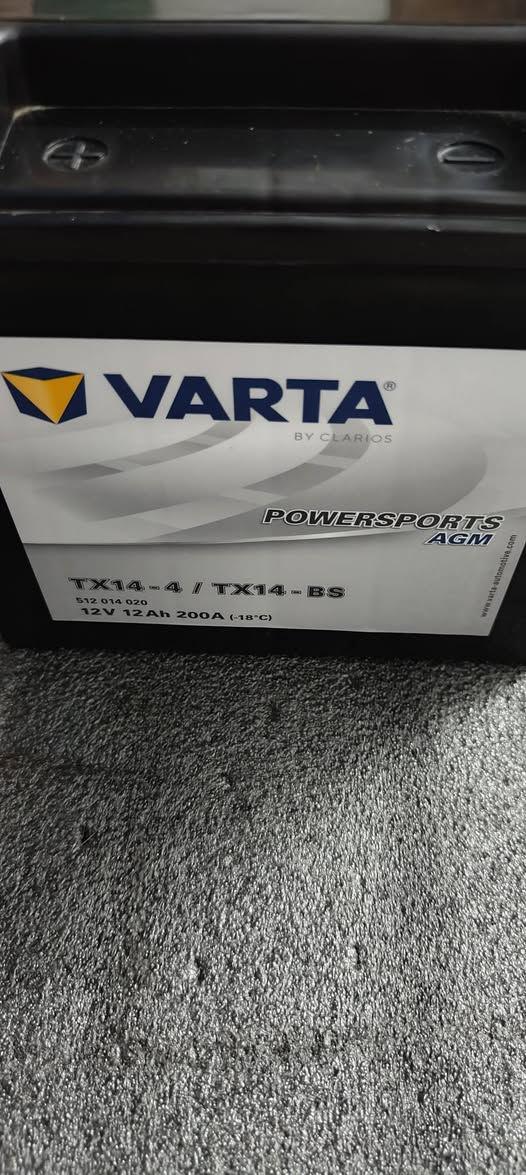 + -
VARTA®
BY CLARIOS
POWERSPORTS
AGM
TX14-4 / TX14-BS
512 014 020
12V 12Ah 200A (-18°C)
www.varta-automotive.com